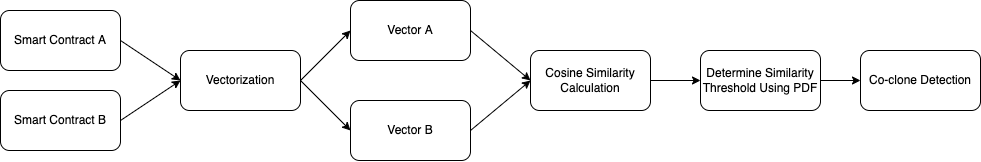 Smart Contract A
Smart Contract B
Vectorization
Vector A
Vector B
Cosine Similarity
Calculation
Determine Similarity
Threshold Using PDF
Co-clone Detection